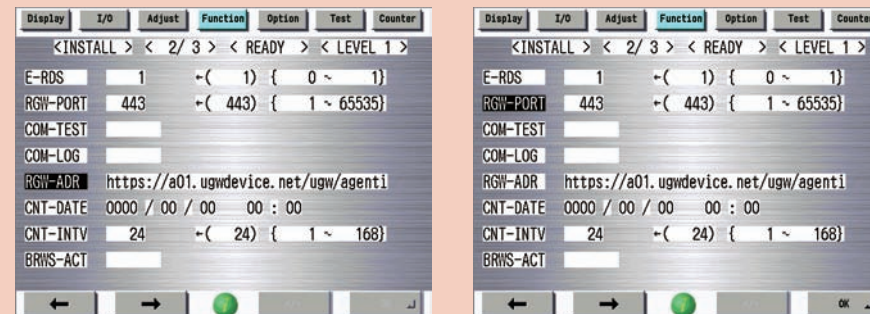 Display I/O Adjust Function Option Test Counter
<INSTALL > < 2/ 3 > < READY > < LEVEL 1 >
E-RDS 1 ←( 1) { 0 ~ 1}
RGW-PORT 443 ←( 443) { 1 ~ 65535}
COM-TEST
COM-LOG
RGW-ADR https://a01.ugwdevice.net/ugw/agenti
CNT-DATE 0000 / 00 / 00 00 : 00
CNT-INTV 24 ←( 24) { 1 ~ 168}
BRWS-ACT
← →
Display I/O Adjust Function Option Test Counter
<INSTALL > < 2/ 3 > < READY > < LEVEL 1 >
E-RDS 1 ←( 1) { 0 ~ 1}
RGW-PORT 443 ←( 443) { 1 ~ 65535}
COM-TEST
COM-LOG
RGW-ADR https://a01.ugwdevice.net/ugw/agenti
CNT-DATE 0000 / 00 / 00 00 : 00
CNT-INTV 24 ←( 24) { 1 ~ 168}
BRWS-ACT
← → OK